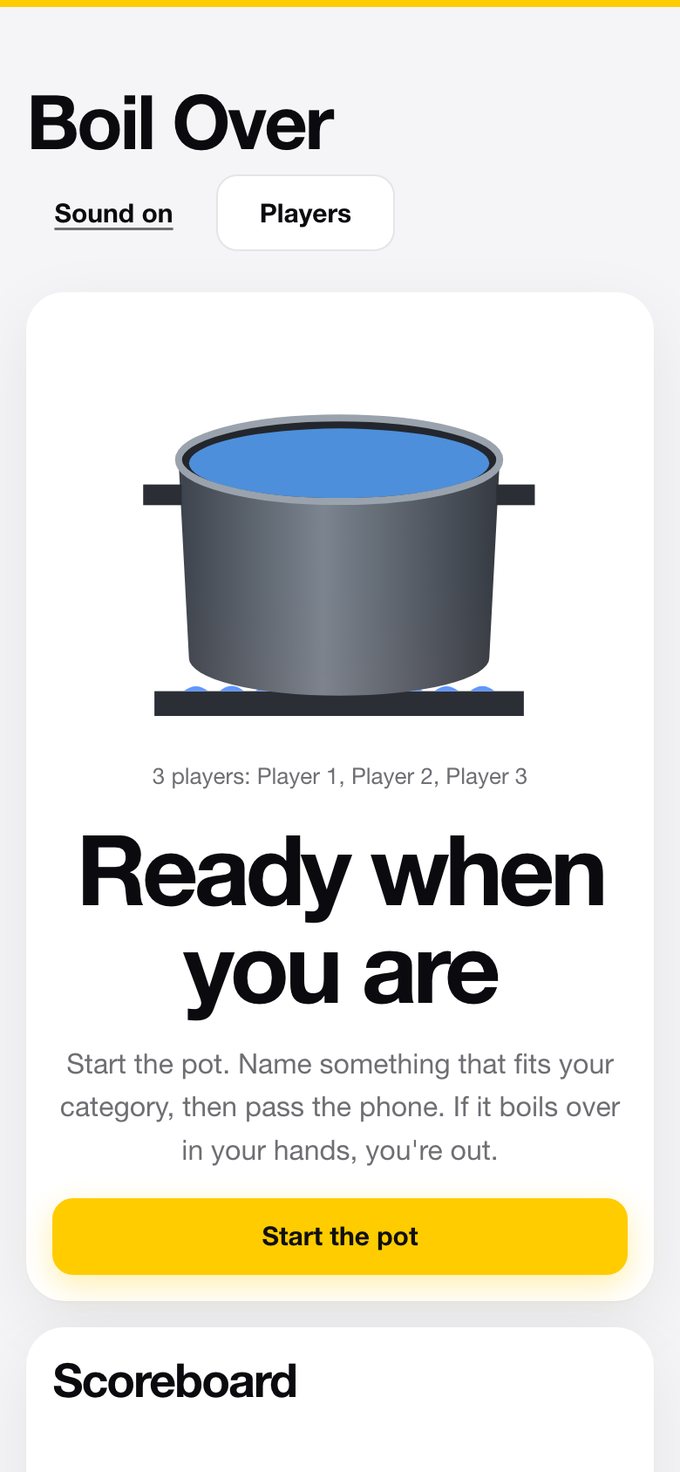 Boil Over
Sound on
Players
3 players: Player 1, Player 2, Player 3
Ready when
you are
Start the pot. Name something that fits your
category, then pass the phone. If it boils over
in your hands, you're out.
Start the pot
Scoreboard